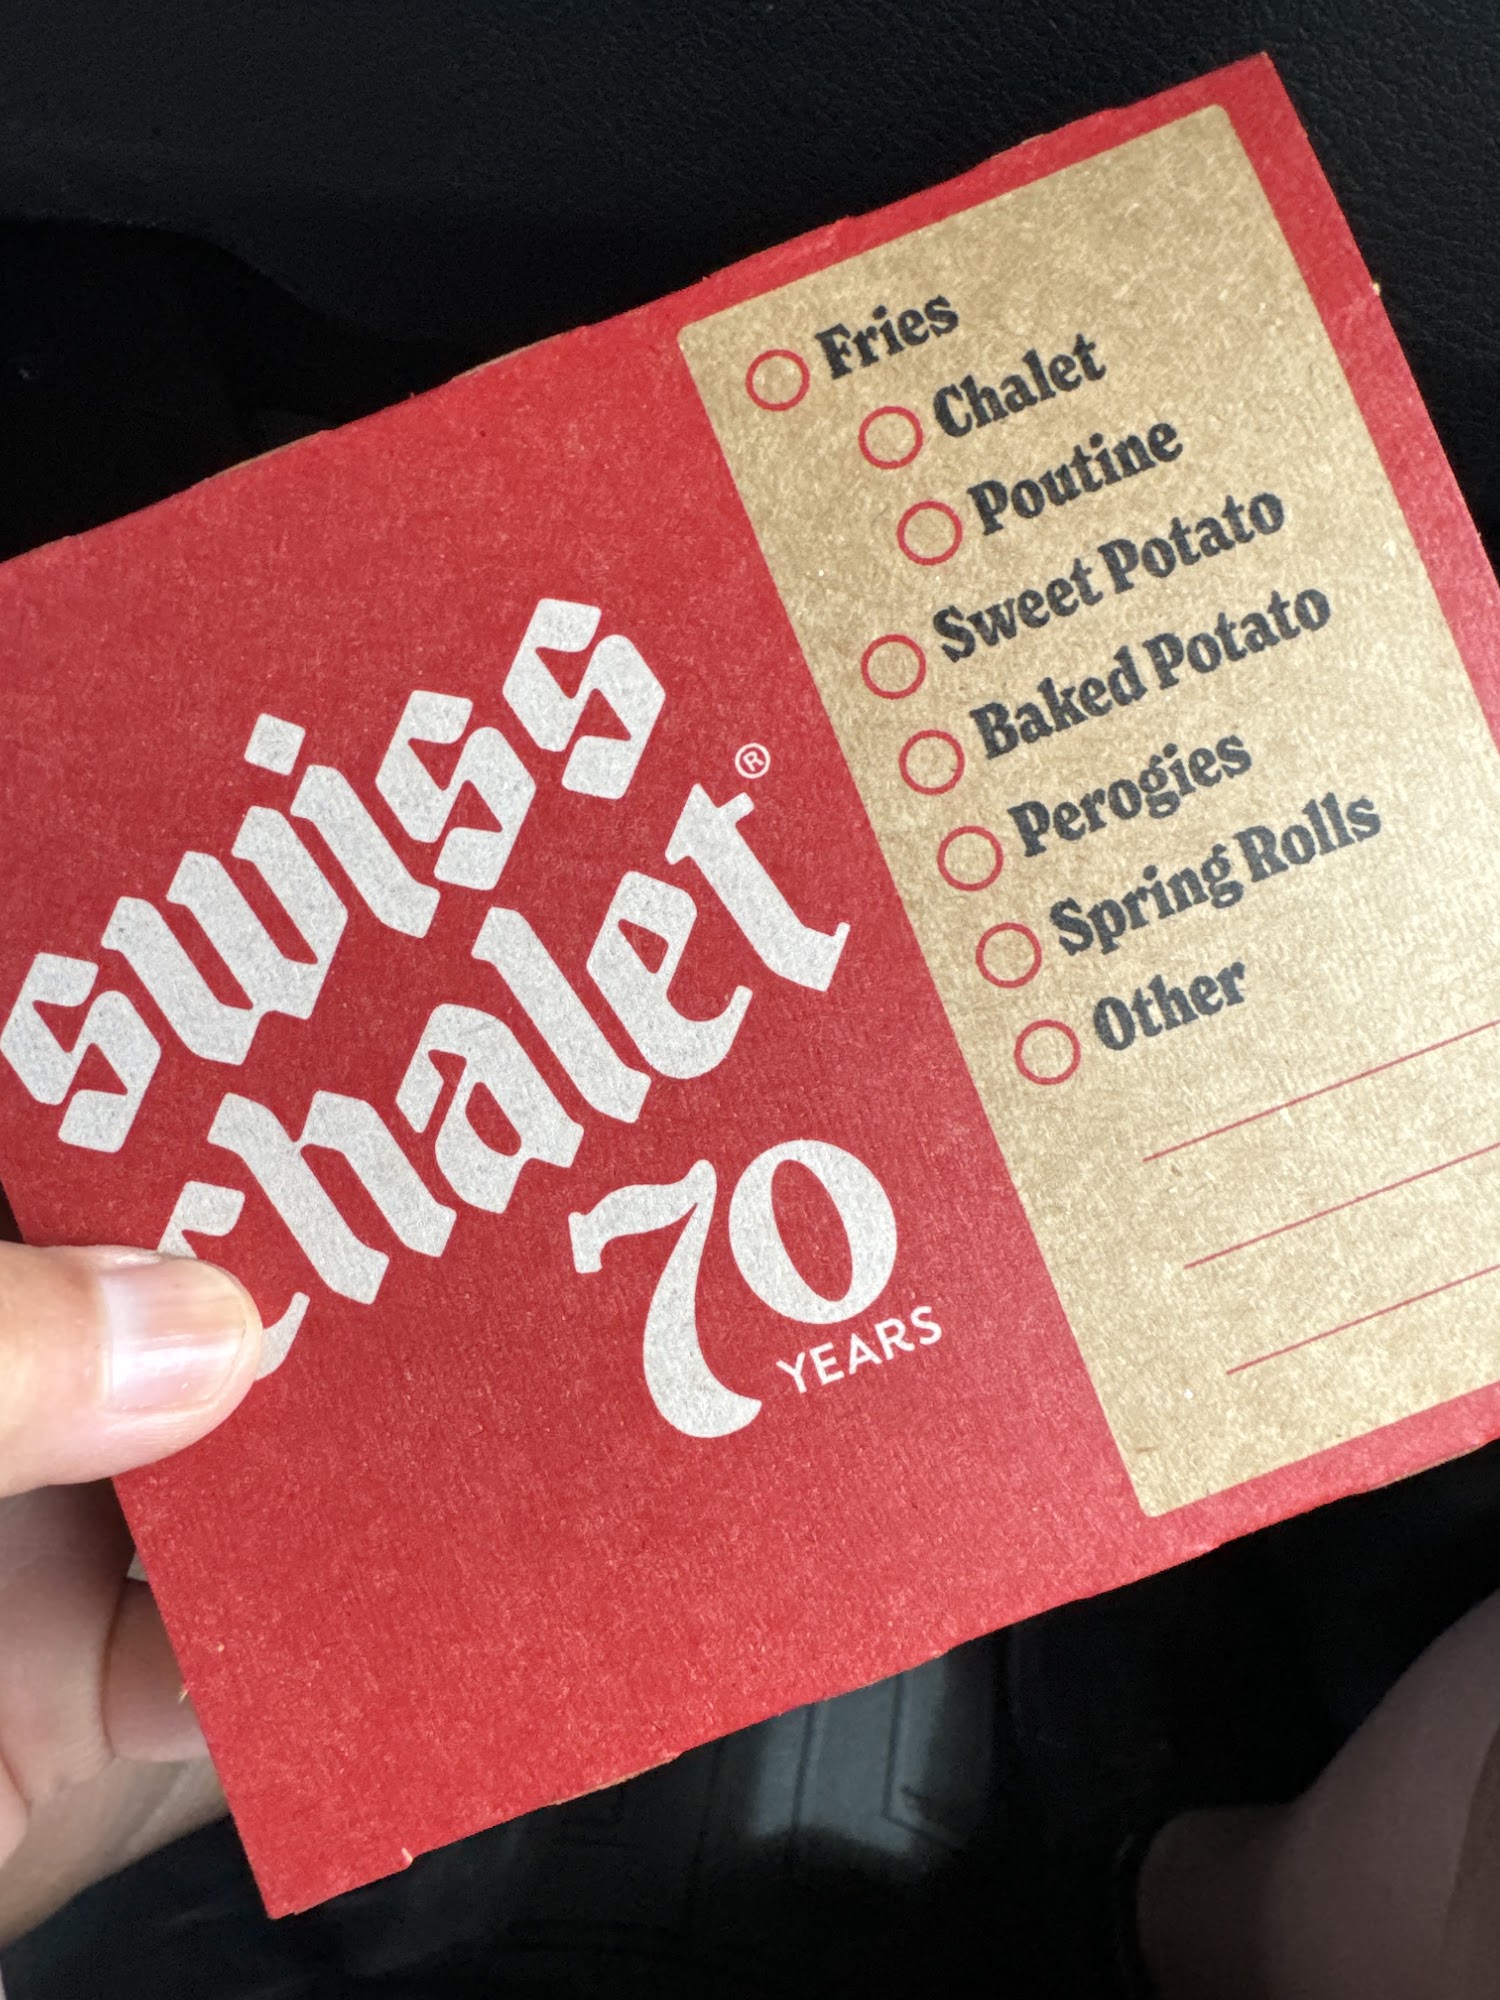 swiss
chalet®
70
YEARS
Fries
Chalet
Poutine
Sweet Potato
Baked Potato
Perogies
Spring Rolls
Other